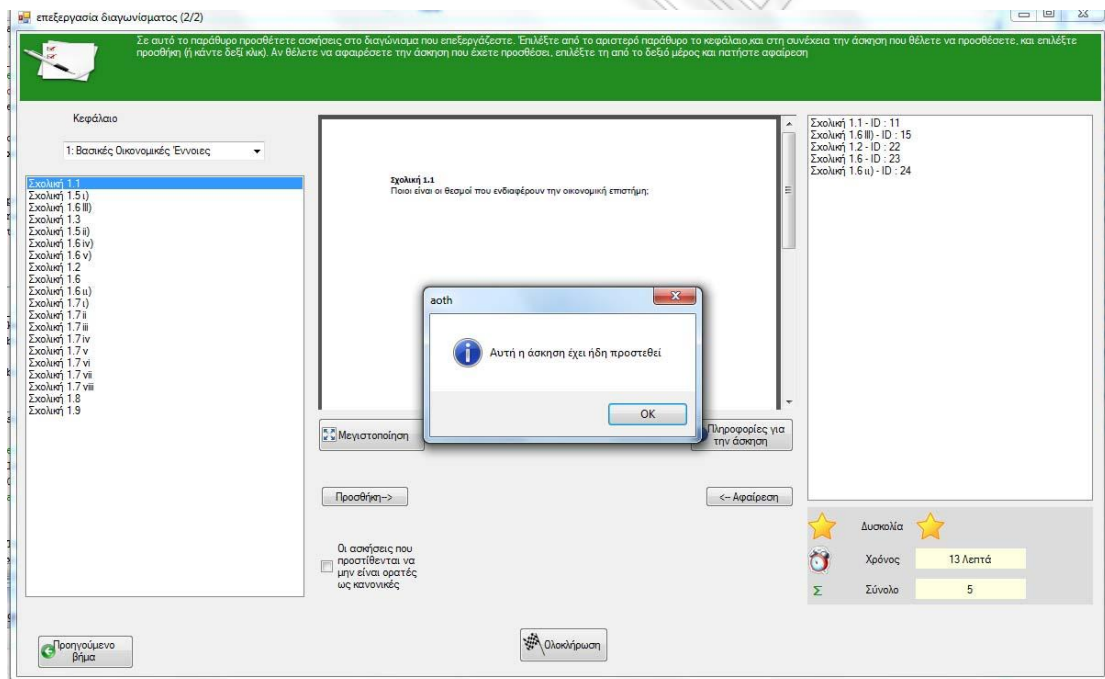 επεξεργασία διαγωνίσματος (2/2)
Σε αυτό το παράθυρο προσθέτετε ασκήσεις στο διαγώνισμα που επεξεργάζεστε. Έπιλέξτε από το αριστερό παράθυρο το κεφάλαιο,και στη συνέχεια την άσκηση που θέλετε να προσθέσετε, και επιλέξτε
προσθήκη (ή κάντε δεξί κλικ). Αν θέλετε να αφαιρέσετε την άσκηση που έχετε προσθέσει, επιλέξτε τη από το δεξιό μέρος και πατήστε αφαίρεση
Κεφάλαιο
1: Βασικές Οικονομικές Έννοιες
Σχολική 1.1
Σχολική 1.5 ι)
Σχολική 1.6 III)
Σχολική 1.3
Σχολική 1.5 ii)
Σχολική 1.6 iv)
Σχολική 1.6 v)
Σχολική 1.2
Σχολική 1.6
Σχολική 1.6 ιι)
Σχολική 1.7 ι)
Σχολική 1.7 ii
Σχολική 1.7 iii
Σχολική 1.7 iv
Σχολική 1.7 v
Σχολική 1.7 vi
Σχολική 1.7 vii
Σχολική 1.7 viii
Σχολική 1.8
Σχολική 1.9
Σχολική 1.1
Ποιοι είναι οι θεσμοί που ενδιαφέρουν την οικονομική επιστήμη;
aoth
Αυτή η άσκηση έχει ήδη προστεθεί
OK
Μεγιστοποίηση
Πληροφορίες για
την άσκηση
Προσθήκη-->
<-- Αφαίρεση
Οι ασκήσεις που
προστίθενται να
μην είναι ορατές
ως κανονικές
Σχολική 1.1 - ID : 11
Σχολική 1.6 III) - ID : 15
Σχολική 1.2 - ID : 22
Σχολική 1.6 - ID : 23
Σχολική 1.6 ιι) - ID : 24
Δυσκολία
Χρόνος 13 Λεπτά
Σ Σύνολο 5
Προηγούμενο
βήμα
Ολοκλήρωση